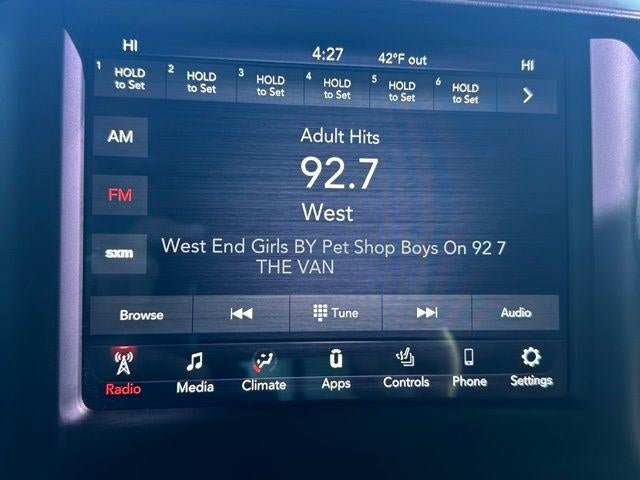 HI 4:27 42°F out HI
1 HOLD to Set 2 HOLD to Set 3 HOLD to Set 4 HOLD to Set 5 HOLD to Set 6 HOLD to Set
AM
FM
sxm
Adult Hits
92.7
West
West End Girls BY Pet Shop Boys On 92 7
THE VAN
Browse Tune Audio
Radio Media Climate Apps Controls Phone Settings